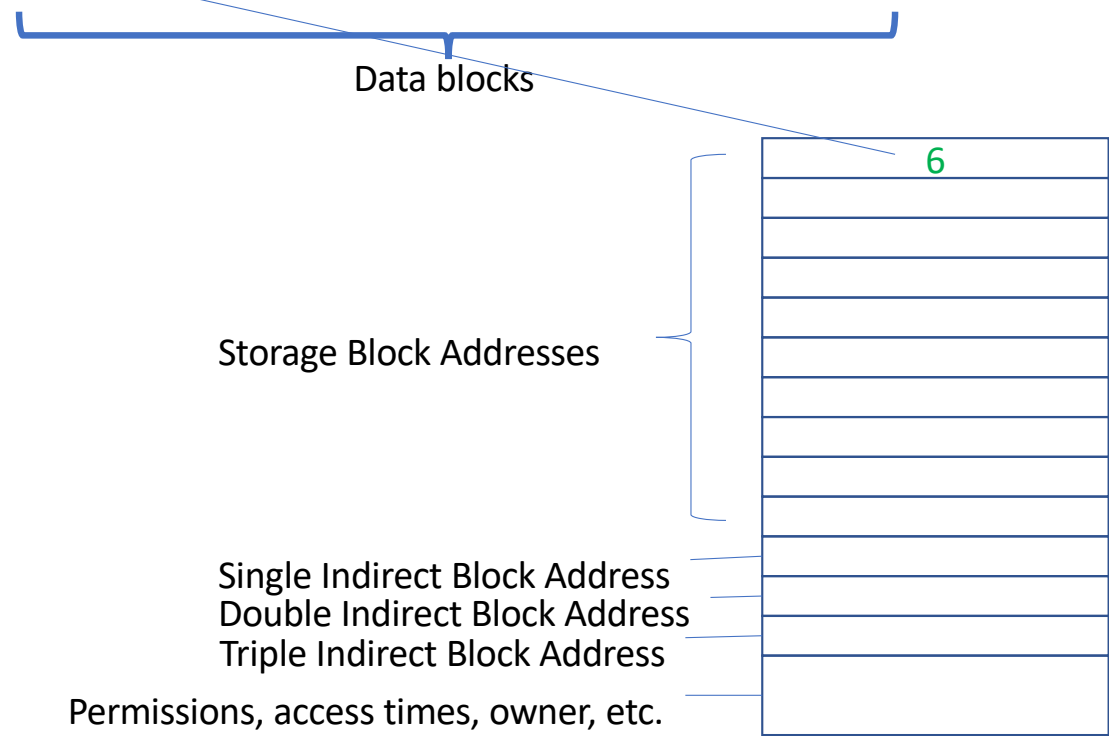 Data blocks
6
Storage Block Addresses
Single Indirect Block Address
Double Indirect Block Address
Triple Indirect Block Address
Permissions, access times, owner, etc.